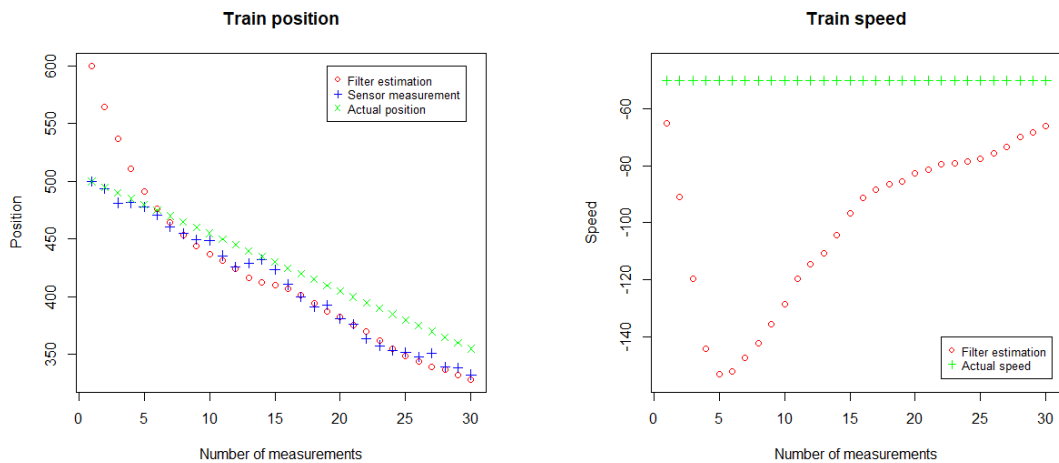 Train position
600
550
500
450
400
350
Position
Filter estimation
Sensor measurement
Actual position
0 5 10 15 20 25 30
Number of measurements
Train speed
-60
-80
-100
-120
-140
Speed
Filter estimation
Actual speed
0 5 10 15 20 25 30
Number of measurements